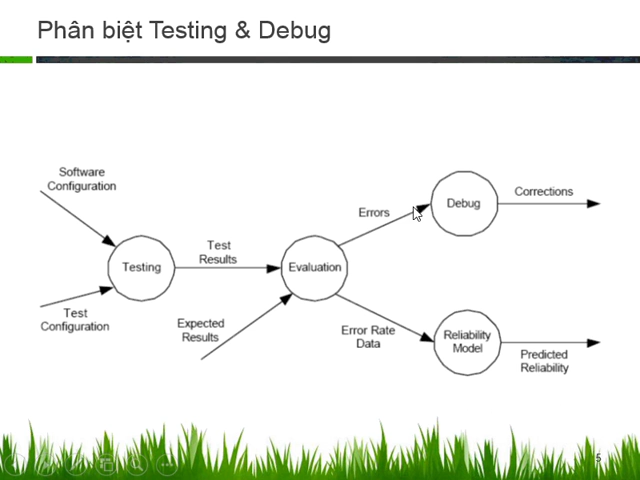 Phân biệt Testing & Debug
Software
Configuration
Test
Configuration
Testing
Test
Results
Expected
Results
Evaluation
Errors
Debug
Corrections
Error Rate
Data
Reliability
Model
Predicted
Reliability
5